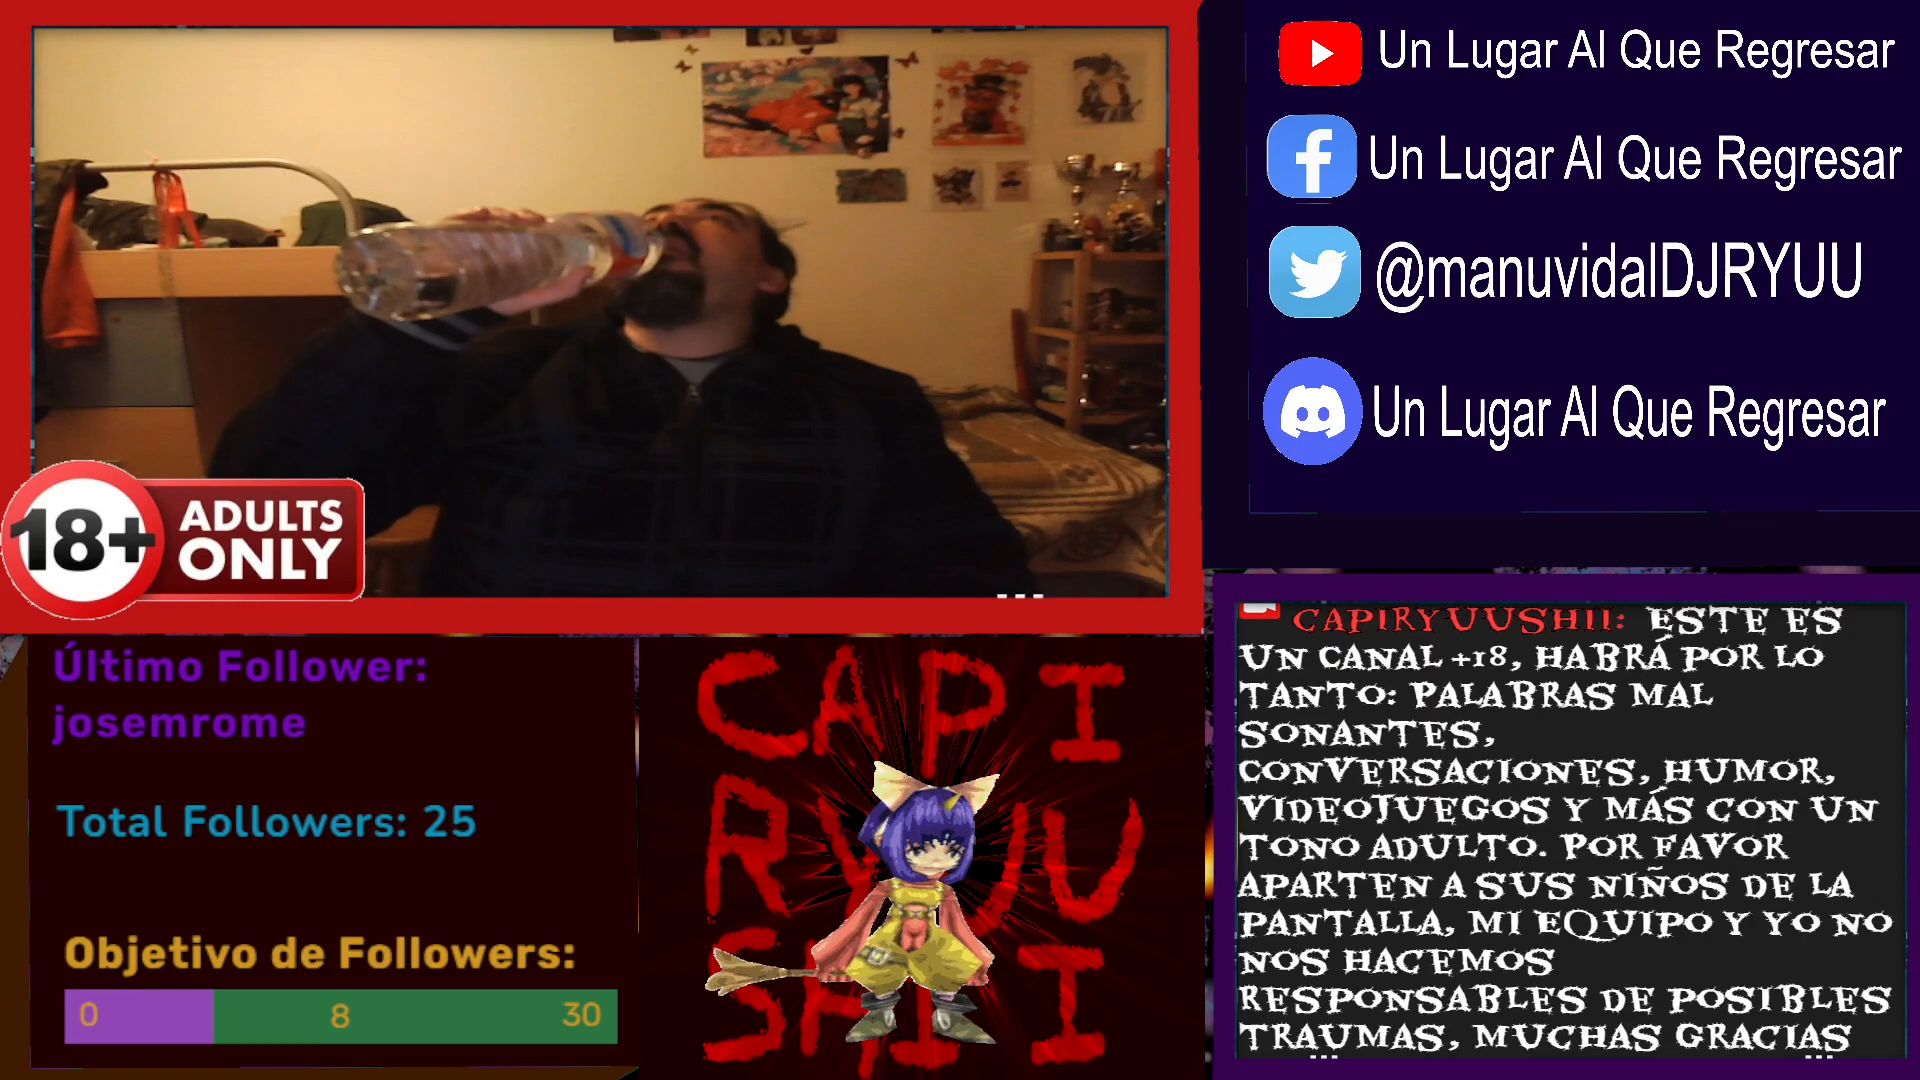 Un Lugar Al Que Regresar
Un Lugar Al Que Regresar
@manuvidalDJRYUU
Un Lugar Al Que Regresar
18+ ADULTS
ONLY
Último Follower:
josemrome
Total Followers: 25
Objetivo de Followers:
0 8 30
CAPI
RYUU
SHII
CAPIRYUUSHII: ESTE ES
UN CANAL +18, HABRÁ POR LO
TANTO: PALABRAS MAL
SONANTES,
CONVERSACIONES, HUMOR,
VIDEOJUEGOS Y MÁS CON UN
TONO ADULTO. POR FAVOR
APARTEN A SUS NIÑOS DE LA
PANTALLA, MI EQUIPO Y YO NO
NOS HACEMOS
RESPONSABLES DE POSIBLES
TRAUMAS, MUCHAS GRACIAS